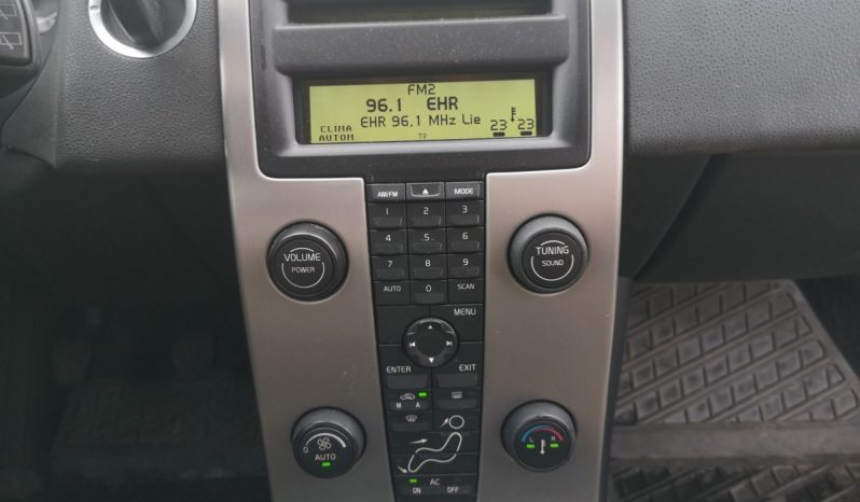 FM2
96.1 EHR
EHR 96,1 MHz Lie
CLIMA
AUTOM
TP
23 23
AM/FM
MODE
1 2 3
4 5 6
7 8 9
AUTO 0 SCAN
VOLUME
POWER
TUNING
SOUND
MENU
ENTER EXIT
M A
0
AUTO
L R
AC
ON OFF